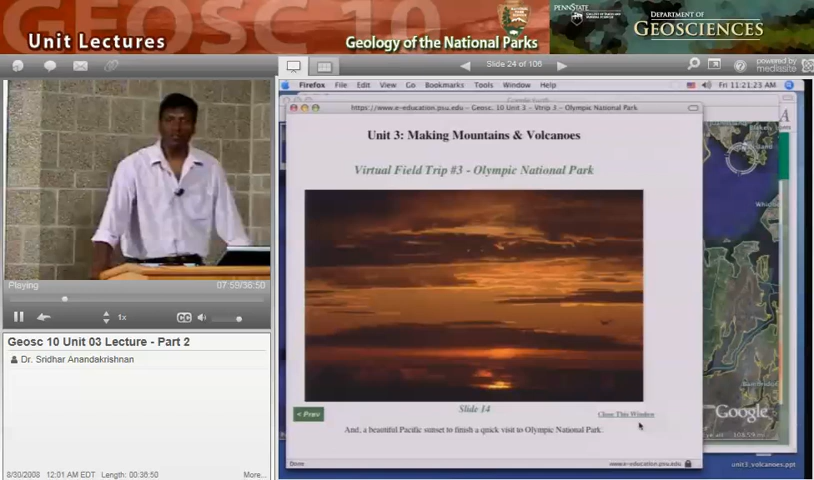 GEOSC 10
Unit Lectures
Geology of the National Parks
PENNSTATE
DEPARTMENT OF
GEOSCIENCES
Slide 24 of 106
powered by
mediasite
Firefox File Edit View Go Bookmarks Tools Window Help
Fri 11:21:23 AM
https://www.e-education.psu.edu - Geosc. 10 Unit 3 - Vtrip 3 - Olympic National Park
Unit 3: Making Mountains & Volcanoes
Virtual Field Trip #3 - Olympic National Park
Slide 14
< Prev
Close This Window
And, a beautiful Pacific sunset to finish a quick visit to Olympic National Park.
Done
www.e-education.psu.edu
Google
unit3_volcanoes.ppt
Playing
07:59/36:50
1x
CC
Geosc 10 Unit 03 Lecture - Part 2
Dr. Sridhar Anandakrishnan
8/30/2008 12:01 AM EDT Length: 00:36:50
More...